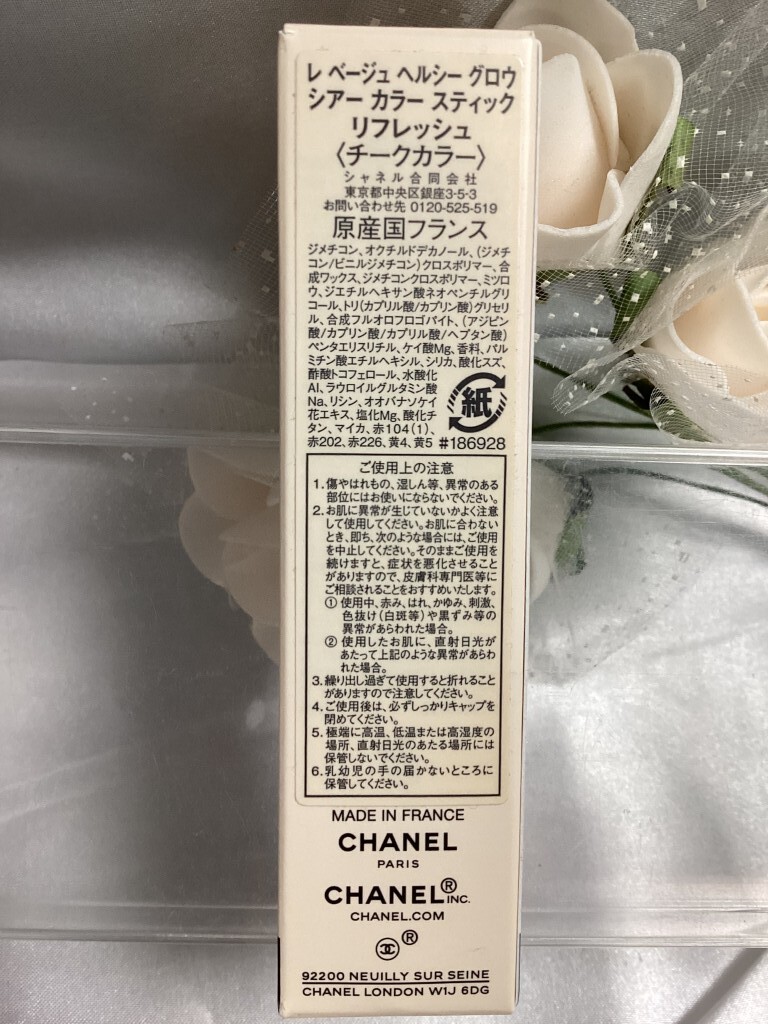 レ ベージュ ヘルシー グロウ
シアー カラー スティック
リフレッシュ
〈チークカラー〉
シャネル合同会社
東京都中央区銀座3-5-3
お問い合わせ先 0120-525-519
原産国フランス
ジメチコン、オクチルドデカノール、(ジメチ
コン/ビニルジメチコン)クロスポリマー、合
成ワックス、ジメチコンクロスポリマー、ミツロ
ウ、ジエチルヘキサン酸ネオペンチルグリ
コール、トリ(カプリル酸/カプリン酸)グリセリ
ル、合成フルオロフロゴパイト、(アジピン
酸/カプリン酸/カプリル酸/ヘプタン酸)
ペンタエリスリチル、ケイ酸Mg、香料、パル
ミチン酸エチルヘキシル、シリカ、酸化スズ、
酢酸トコフェロール、水酸化
Al、ラウロイルグルタミン酸
Na、リシン、オオバナソケイ
花エキス、塩化Mg、酸化チ
タン、マイカ、赤104(1)、
赤202、赤226、黄4、黄5 #186928
紙
ご使用上の注意
1. 傷やはれもの、湿しん等、異常のある
部位にはお使いにならないでください。
2. お肌に異常が生じていないかよく注意
して使用してください。お肌に合わない
とき、即ち、次のような場合には、ご使用
を中止してください。そのままご使用を
続けますと、症状を悪化させること
がありますので、皮膚科専門医等に
ご相談されることをおすすめいたします。
① 使用中、赤み、はれ、かゆみ、刺激、
色抜け(白斑等)や黒ずみ等の
異常があらわれた場合。
② 使用したお肌に、直射日光が
あたって上記のような異常があらわ
れた場合。
3. 繰り出し過ぎて使用すると折れること
がありますので注意してください。
4. ご使用後は、必ずしっかりキャップを
閉めてください。
5. 極端に高温、低温または高湿度の
場所、直射日光のあたる場所には
保管しないでください。
6. 乳幼児の手の届かないところに
保管してください。
MADE IN FRANCE
CHANEL
PARIS
CHANEL® INC.
CHANEL.COM
®
92200 NEUILLY SUR SEINE
CHANEL LONDON W1J 6DG